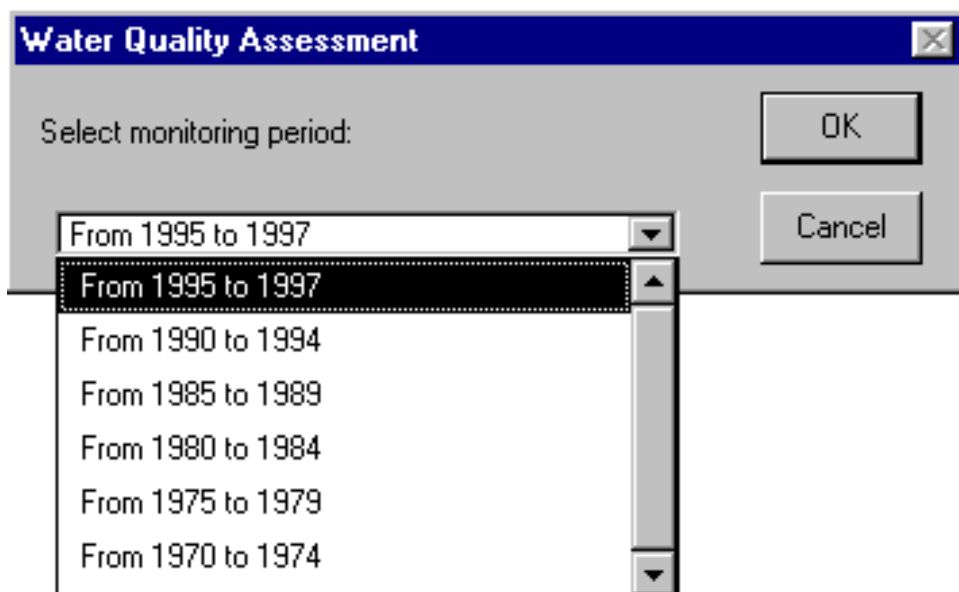 Water Quality Assessment
Select monitoring period:
OK
Cancel
From 1995 to 1997
From 1995 to 1997
From 1990 to 1994
From 1985 to 1989
From 1980 to 1984
From 1975 to 1979
From 1970 to 1974